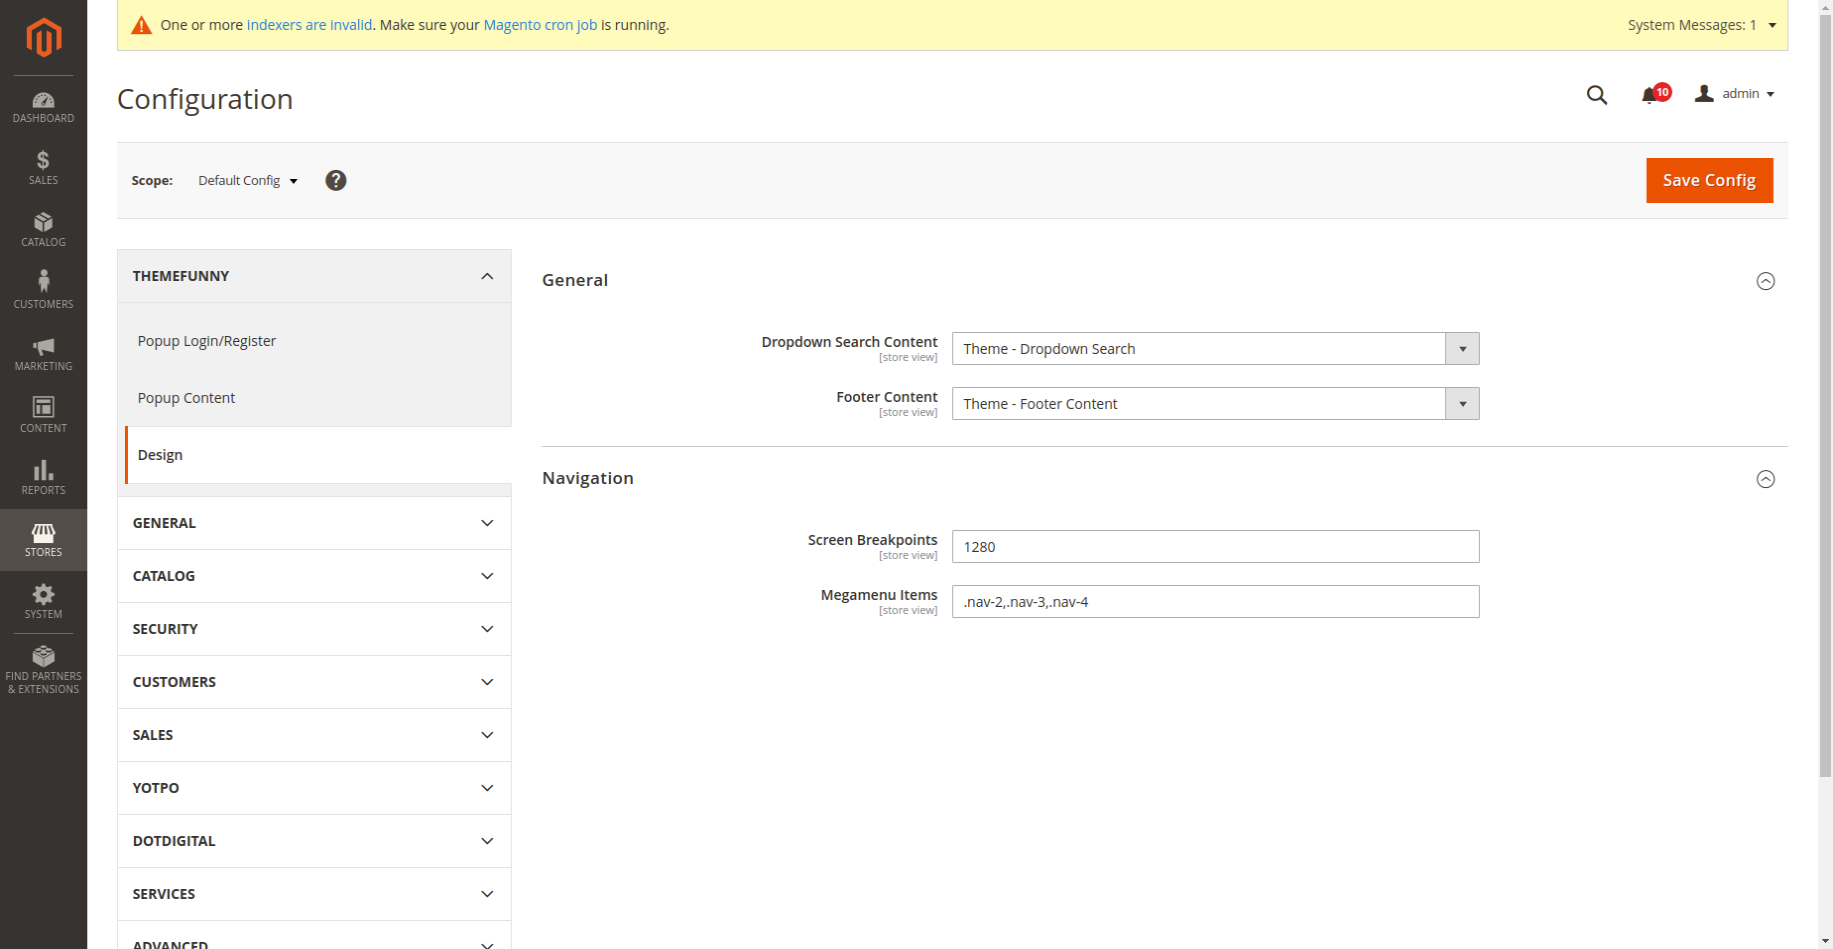 One or more indexers are invalid. Make sure your Magento cron job is running.
System Messages: 1
Configuration
10
admin
Scope:
Default Config
?
Save Config
DASHBOARD
$
SALES
CATALOG
CUSTOMERS
MARKETING
CONTENT
REPORTS
STORES
SYSTEM
FIND PARTNERS
& EXTENSIONS
THEMEFUNNY
Popup Login/Register
Popup Content
Design
GENERAL
CATALOG
SECURITY
CUSTOMERS
SALES
YOTPO
DOTDIGITAL
SERVICES
ADVANCED
General
Dropdown Search Content
[store view]
Theme - Dropdown Search
Footer Content
[store view]
Theme - Footer Content
Navigation
Screen Breakpoints
[store view]
1280
Megamenu Items
[store view]
.nav-2,.nav-3,.nav-4